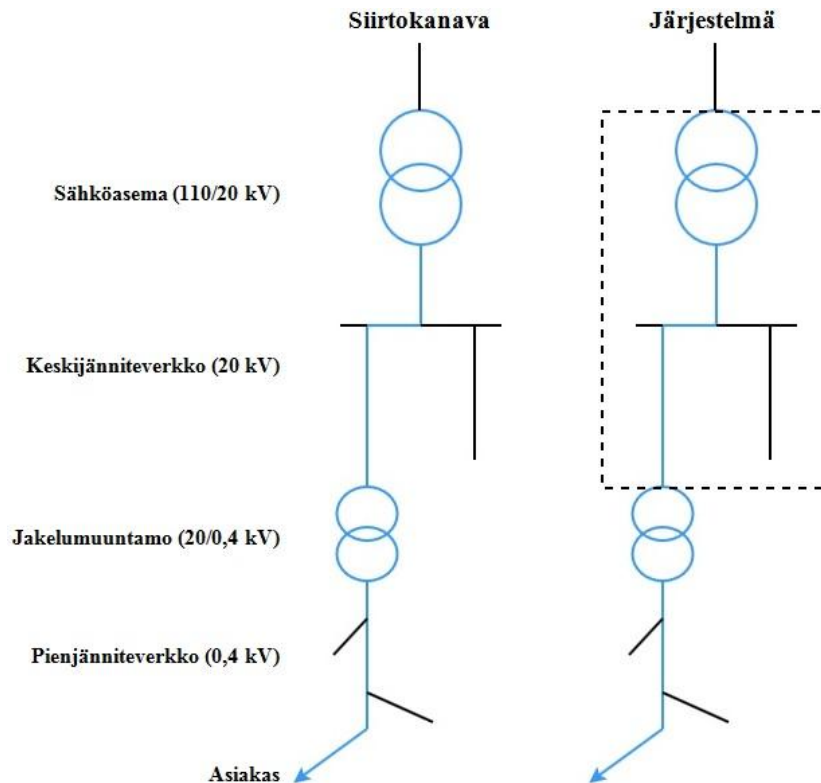 Siirtokanava
Järjestelmä
Sähköasema (110/20 kV)
Keskijänniteverkko (20 kV)
Jakelumuuntamo (20/0,4 kV)
Pienjänniteverkko (0,4 kV)
Asiakas